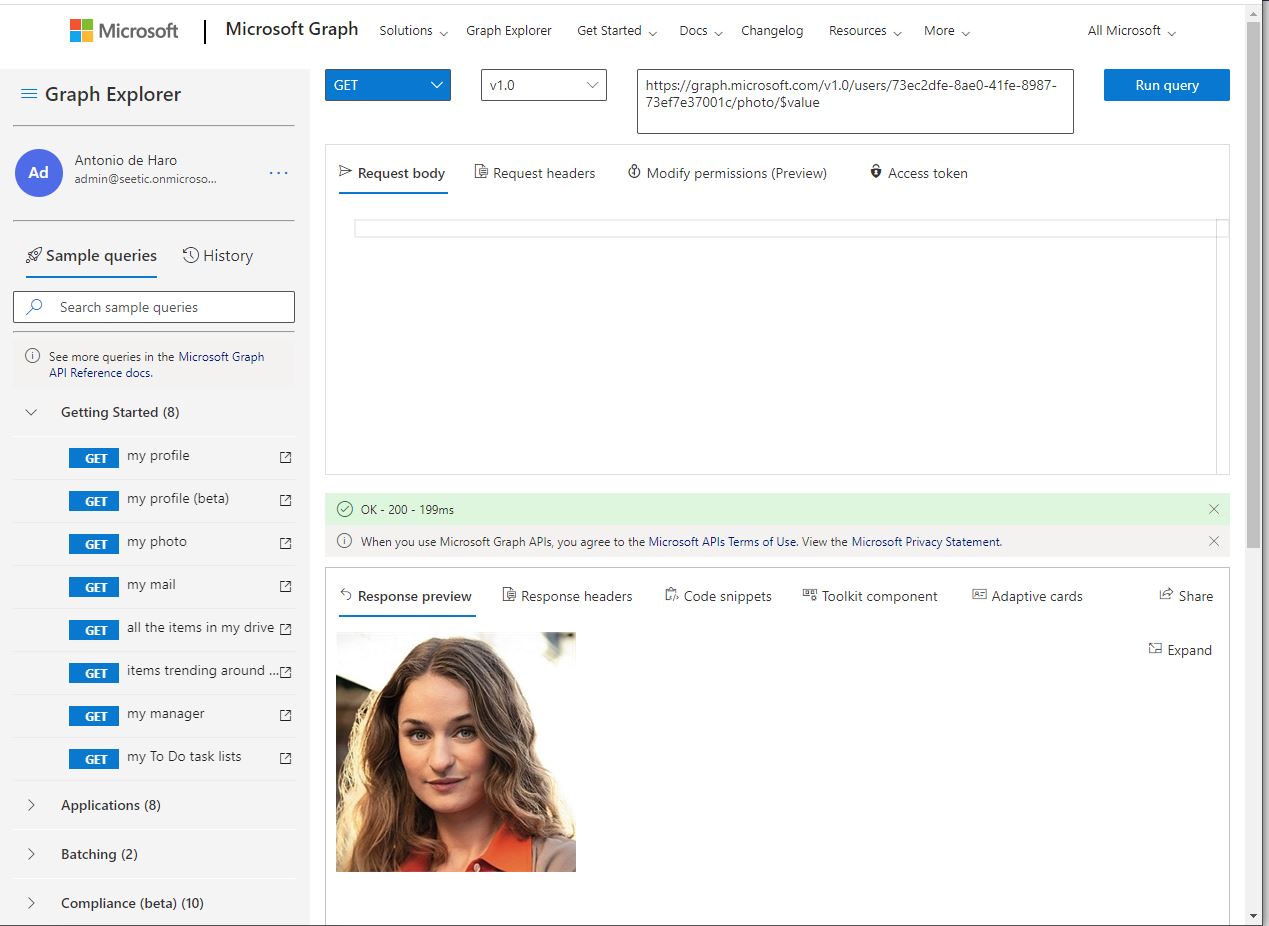 Microsoft
Microsoft Graph
Solutions
Graph Explorer
Get Started
Docs
Changelog
Resources
More
All Microsoft
Graph Explorer
Ad
Antonio de Haro
admin@seetic.onmicroso...
Sample queries
History
Search sample queries
See more queries in the Microsoft Graph
API Reference docs.
Getting Started (8)
GET my profile
GET my profile (beta)
GET my photo
GET my mail
GET all the items in my drive
GET items trending around ...
GET my manager
GET my To Do task lists
Applications (8)
Batching (2)
Compliance (beta) (10)
GET
v1.0
https://graph.microsoft.com/v1.0/users/73ec2dfe-8ae0-41fe-8987-
73ef7e37001c/photo/$value
Run query
Request body
Request headers
Modify permissions (Preview)
Access token
OK - 200 - 199ms
When you use Microsoft Graph APIs, you agree to the Microsoft APIs Terms of Use. View the Microsoft Privacy Statement.
Response preview
Response headers
Code snippets
Toolkit component
Adaptive cards
Share
Expand